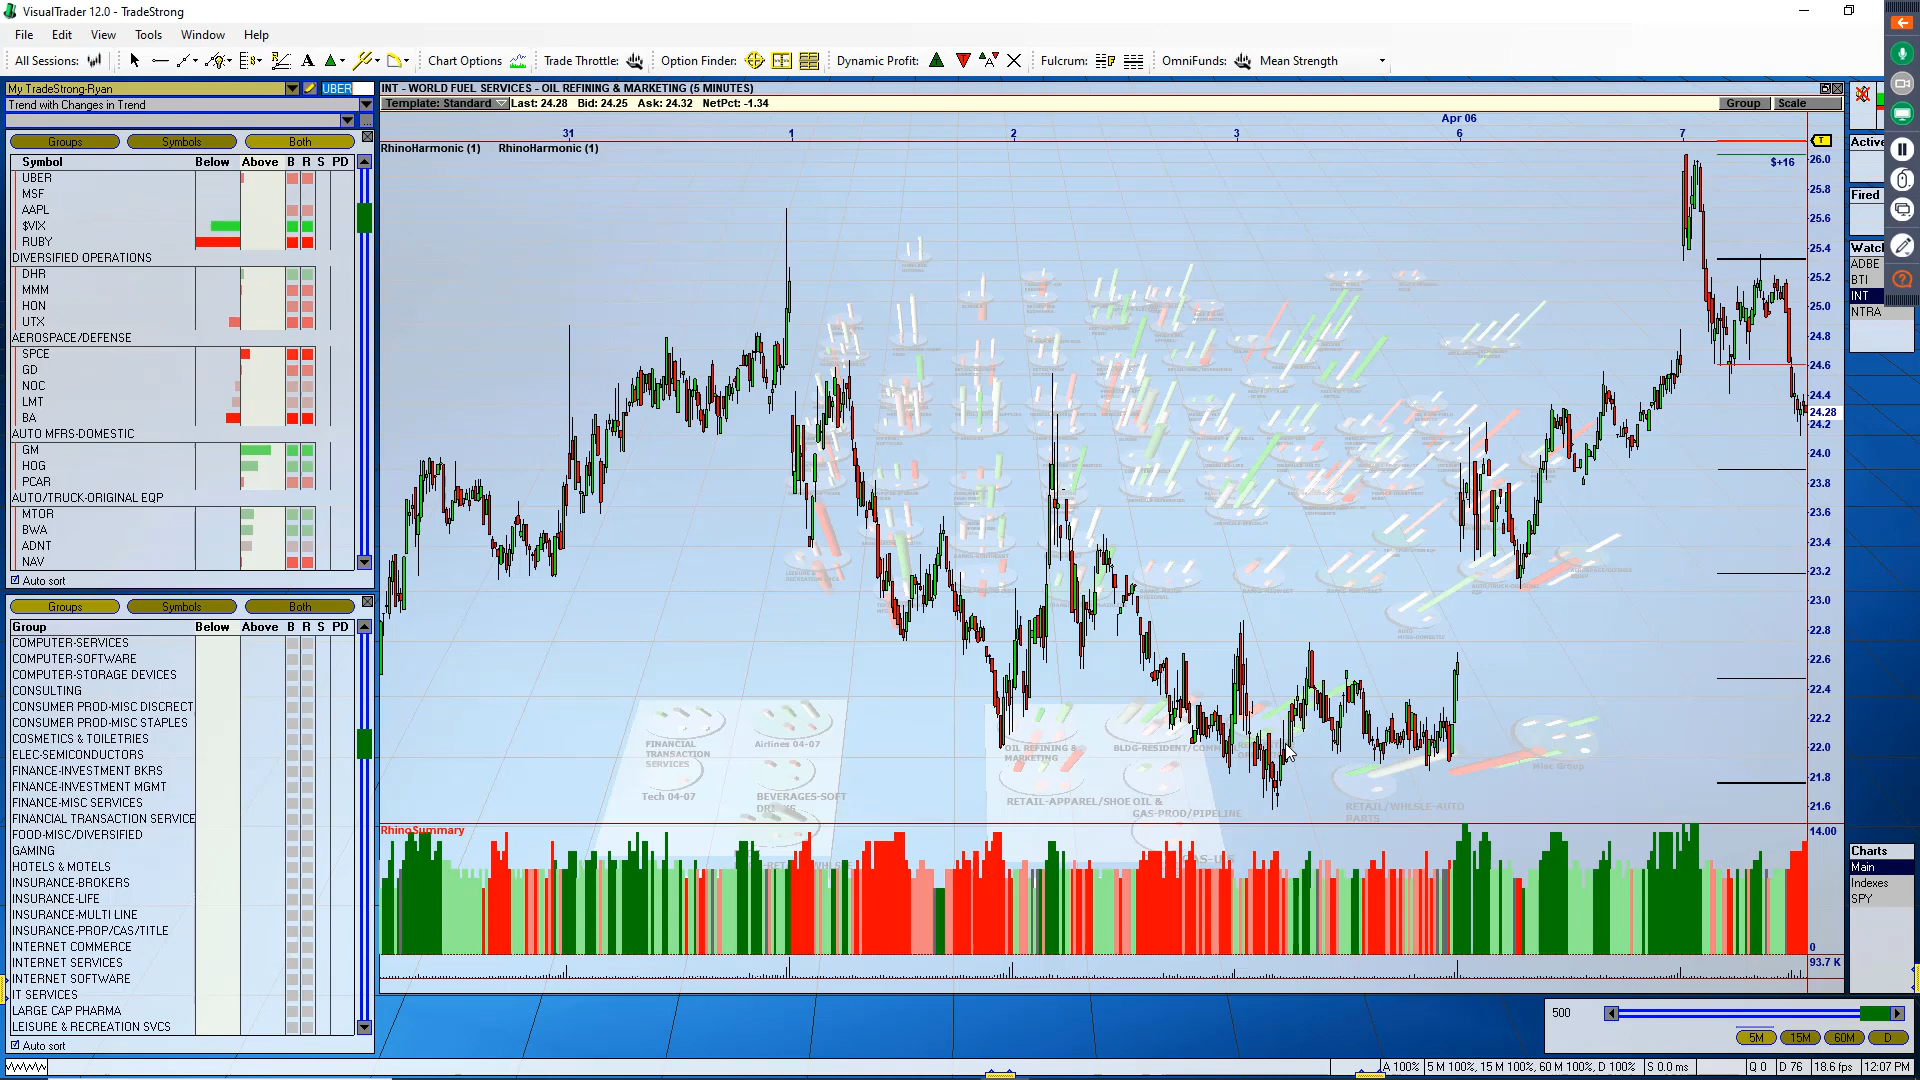 VisualTrader 12.0 - TradeStrong
File Edit View Tools Window Help
All Sessions: A Chart Options Trade Throttle: Option Finder: Dynamic Profit: Fulcrum: OmniFunds: Mean Strength
My TradeStrong-Ryan UBER
Trend with Changes in Trend
Groups Symbols Both
Symbol Below Above B R S PD
UBER
MSF
AAPL
$VIX
RUBY
DIVERSIFIED OPERATIONS
DHR
MMM
HON
UTX
AEROSPACE/DEFENSE
SPCE
GD
NOC
LMT
BA
AUTO MFRS-DOMESTIC
GM
HOG
PCAR
AUTO/TRUCK-ORIGINAL EQP
MTOR
BWA
ADNT
NAV
Auto sort
Groups Symbols Both
Group Below Above B R S PD
COMPUTER-SERVICES
COMPUTER-SOFTWARE
COMPUTER-STORAGE DEVICES
CONSULTING
CONSUMER PROD-MISC DISCRECT
CONSUMER PROD-MISC STAPLES
COSMETICS & TOILETRIES
ELEC-SEMICONDUCTORS
FINANCE-INVESTMENT BKRS
FINANCE-INVESTMENT MGMT
FINANCE-MISC SERVICES
FINANCIAL TRANSACTION SERVICE
FOOD-MISC/DIVERSIFIED
GAMING
HOTELS & MOTELS
INSURANCE-BROKERS
INSURANCE-LIFE
INSURANCE-MULTI LINE
INSURANCE-PROP/CAS/TITLE
INTERNET COMMERCE
INTERNET SERVICES
INTERNET SOFTWARE
IT SERVICES
LARGE CAP PHARMA
LEISURE & RECREATION SVCS
Auto sort
INT - WORLD FUEL SERVICES - OIL REFINING & MARKETING (5 MINUTES)
Template: Standard Last: 24.28 Bid: 24.25 Ask: 24.32 NetPct: -1.34 Group Scale
Apr 06
31 1 2 3 6 7
RhinoHarmonic (1) RhinoHarmonic (1)
T
$+16
26.0
25.8
25.6
25.4
25.2
25.0
24.8
24.6
24.4
24.28
24.2
24.0
23.8
23.6
23.4
23.2
23.0
22.8
22.6
22.4
22.2
22.0
21.8
21.6
FINANCIAL TRANSACTION SERVICES
Airlines 04-07
Tech 04-07
BEVERAGES-SOFT
OIL REFINING & MARKETING
RETAIL-APPAREL/SHOE
OIL & GAS-PROD/PIPELINE
RETAIL/WHLSLE-AUTO PARTS
Misc Group
RhinoSummary
14.00
0
93.7 K
Active
Fired
Watch
ADBE
BTI
INT
NTRA
Charts
Main
Indexes
SPY
500
5M 15M 60M D
A 100% 5 M 100%, 15 M 100%, 60 M 100%, D 100% S 0.0 ms Q 0 D 76 18.6 fps 12:07 PM